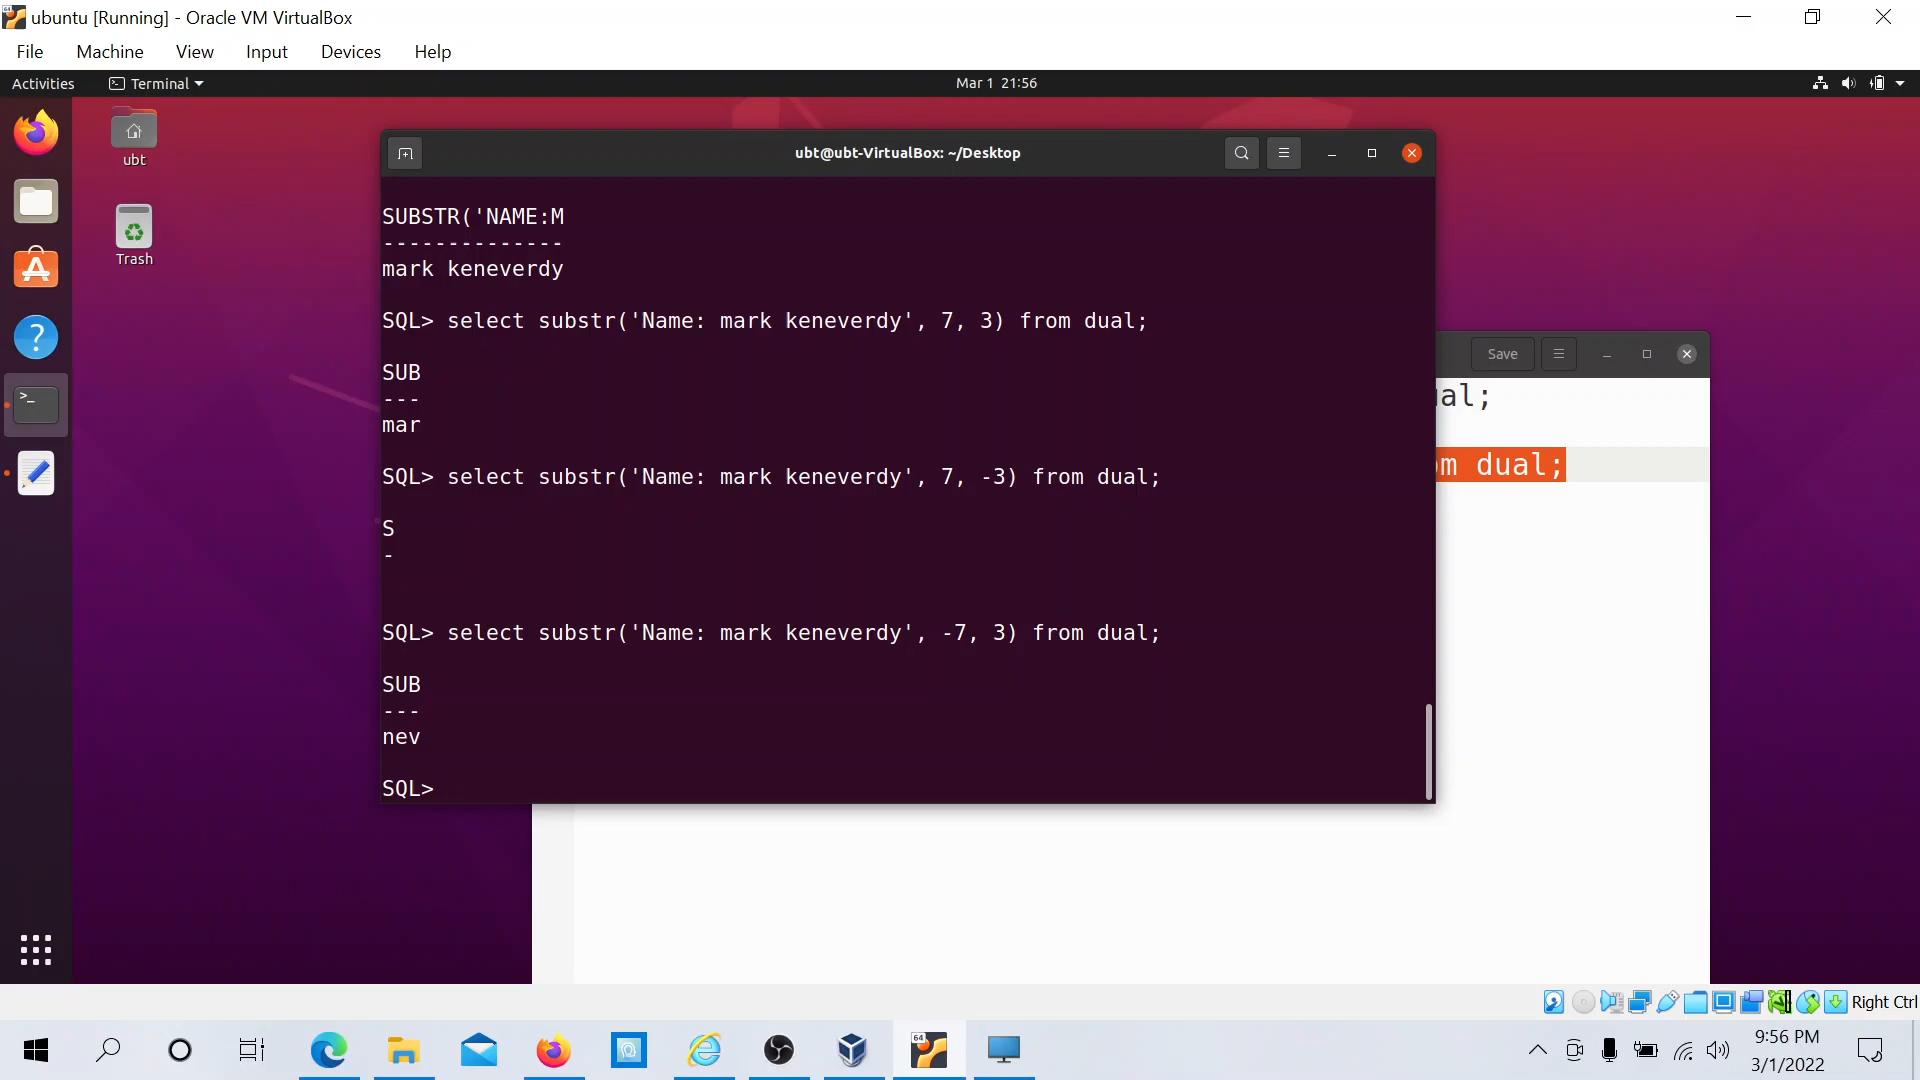 ubuntu [Running] - Oracle VM VirtualBox
File Machine View Input Devices Help
Activities Terminal Mar 1 21:56
ubt
Trash
ubt@ubt-VirtualBox: ~/Desktop
SUBSTR('NAME:M
--------------
mark keneverdy
SQL> select substr('Name: mark keneverdy', 7, 3) from dual;
SUB
---
mar
SQL> select substr('Name: mark keneverdy', 7, -3) from dual;
S
-
SQL> select substr('Name: mark keneverdy', -7, 3) from dual;
SUB
---
nev
SQL>
Save
ual;
om dual;
Right Ctrl
64
9:56 PM
3/1/2022